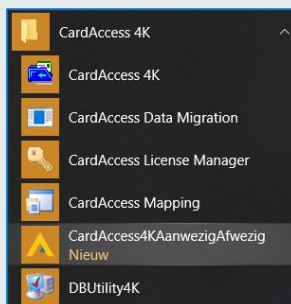 CardAccess 4K
CardAccess 4K
CardAccess Data Migration
CardAccess License Manager
CardAccess Mapping
CardAccess4KAanwezigAfwezig
Nieuw
DBUtility4K